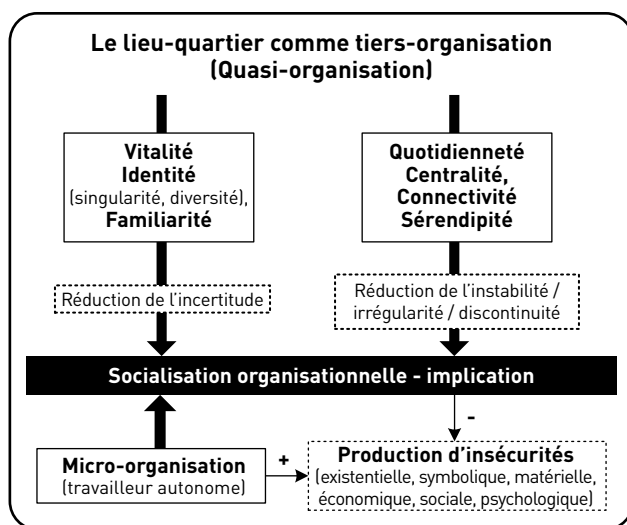 Le lieu-quartier comme tiers-organisation
(Quasi-organisation)
Vitalité
Identité
(singularité, diversité),
Familiarité
Quotidienneté
Centralité,
Connectivité
Sérendipité
Réduction de l'incertitude
Réduction de l'instabilité /
irrégularité / discontinuité
Socialisation organisationnelle - implication
-
Micro-organisation
(travailleur autonome)
+
Production d'insécurités
(existentielle, symbolique, matérielle,
économique, sociale, psychologique)